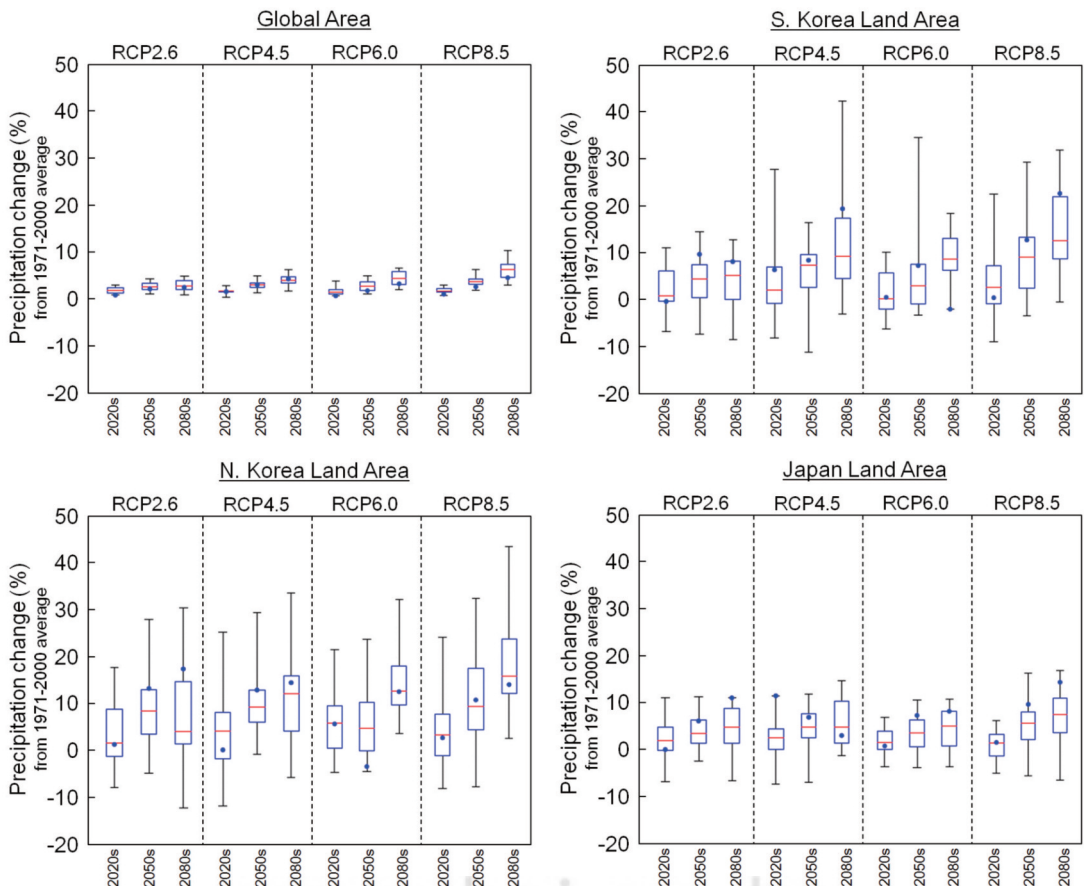 Global Area
RCP2.6 RCP4.5 RCP6.0 RCP8.5
50
40
30
20
10
0
-10
-20
Precipitation change (%)
from 1971-2000 average
2020s 2050s 2080s 2020s 2050s 2080s 2020s 2050s 2080s 2020s 2050s 2080s
S. Korea Land Area
RCP2.6 RCP4.5 RCP6.0 RCP8.5
50
40
30
20
10
0
-10
-20
Precipitation change (%)
from 1971-2000 average
2020s 2050s 2080s 2020s 2050s 2080s 2020s 2050s 2080s 2020s 2050s 2080s
N. Korea Land Area
RCP2.6 RCP4.5 RCP6.0 RCP8.5
50
40
30
20
10
0
-10
-20
Precipitation change (%)
from 1971-2000 average
2020s 2050s 2080s 2020s 2050s 2080s 2020s 2050s 2080s 2020s 2050s 2080s
Japan Land Area
RCP2.6 RCP4.5 RCP6.0 RCP8.5
50
40
30
20
10
0
-10
-20
Precipitation change (%)
from 1971-2000 average
2020s 2050s 2080s 2020s 2050s 2080s 2020s 2050s 2080s 2020s 2050s 2080s